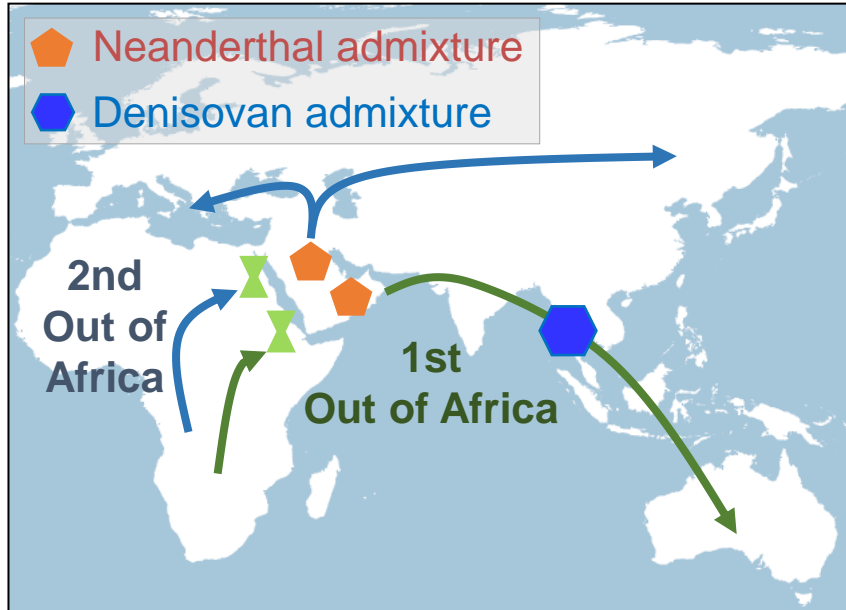 Neanderthal admixture
Denisovan admixture
2nd
Out of
Africa
1st
Out of Africa